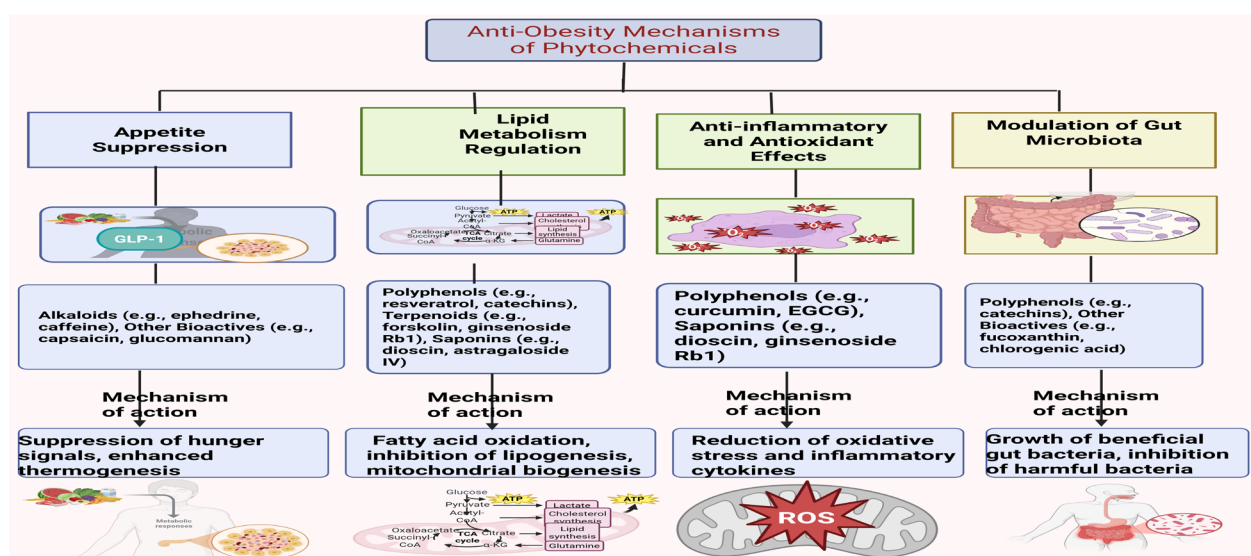 Anti-Obesity Mechanisms
of Phytochemicals
Appetite
Suppression
Lipid
Metabolism
Regulation
Anti-inflammatory
and Antioxidant
Effects
Modulation of Gut
Microbiota
GLP-1
Glucose
Pyruvate
Acetyl-
CoA
Oxaloacetate
Succinyl-
CoA
TCA
cycle
Citrate
α-KG
ATP
Lactate
Cholesterol
synthesis
Lipid
synthesis
Glutamine
ATP
Alkaloids (e.g., ephedrine,
caffeine), Other Bioactives (e.g.,
capsaicin, glucomannan)
Polyphenols (e.g.,
resveratrol, catechins),
Terpenoids (e.g.,
forskolin, ginsenoside
Rb1), Saponins (e.g.,
dioscin, astragaloside
IV)
Polyphenols (e.g.,
curcumin, EGCG),
Saponins (e.g.,
dioscin, ginsenoside
Rb1)
Polyphenols (e.g.,
catechins), Other
Bioactives (e.g.,
fucoxanthin,
chlorogenic acid)
Mechanism
of action
Mechanism
of action
Mechanism
of action
Mechanism
of action
Suppression of hunger
signals, enhanced
thermogenesis
Fatty acid oxidation,
inhibition of lipogenesis,
mitochondrial biogenesis
Reduction of oxidative
stress and inflammatory
cytokines
Growth of beneficial
gut bacteria, inhibition
of harmful bacteria
Metabolic
responses
Glucose
Pyruvate
Acetyl-
CoA
Oxaloacetate
Succinyl-
CoA
TCA
cycle
Citrate
α-KG
ATP
Lactate
Cholesterol
synthesis
Lipid
synthesis
Glutamine
ATP
ROS